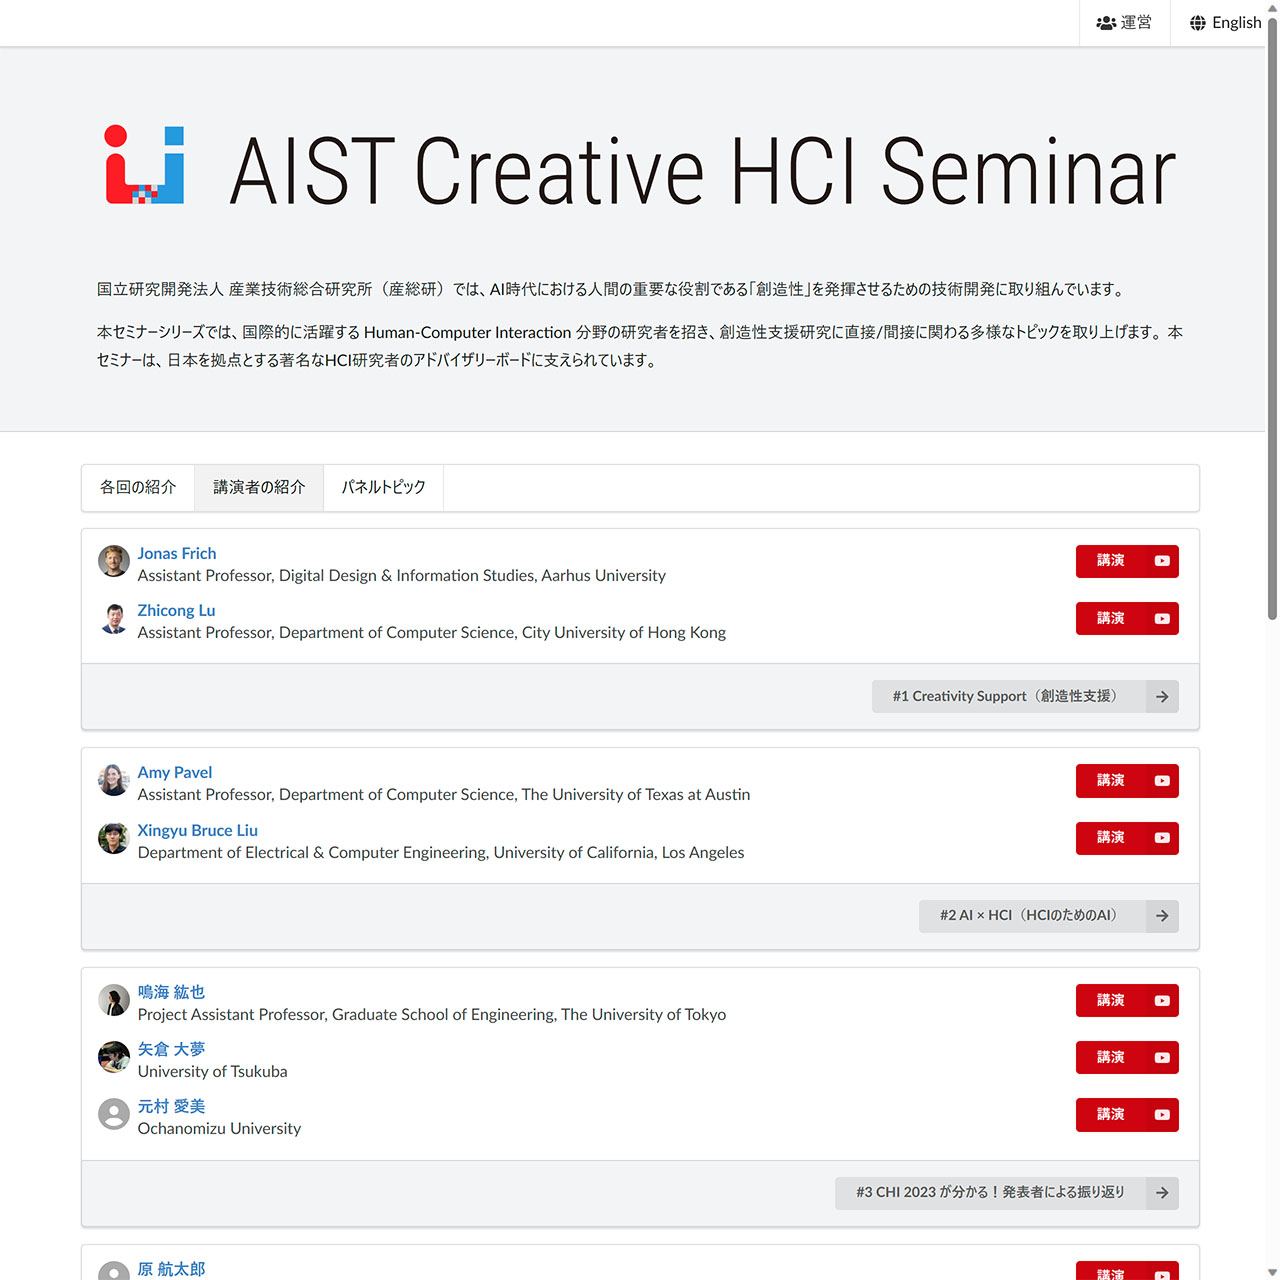 運営
English
AIST Creative HCI Seminar
国立研究開発法人 産業技術総合研究所（産総研）では、AI時代における人間の重要な役割である「創造性」を発揮させるための技術開発に取り組んでいます。
本セミナーシリーズでは、国際的に活躍する Human-Computer Interaction 分野の研究者を招き、創造性支援研究に直接/間接に関わる多様なトピックを取り上げます。 本
セミナーは、日本を拠点とする著名なHCI研究者のアドバイザリーボードに支えられています。
各回の紹介
講演者の紹介
パネルトピック
Jonas Frich
Assistant Professor, Digital Design & Information Studies, Aarhus University
講演
Zhicong Lu
Assistant Professor, Department of Computer Science, City University of Hong Kong
講演
#1 Creativity Support（創造性支援）
Amy Pavel
Assistant Professor, Department of Computer Science, The University of Texas at Austin
講演
Xingyu Bruce Liu
Department of Electrical & Computer Engineering, University of California, Los Angeles
講演
#2 AI × HCI（HCIのためのAI）
鳴海 紘也
Project Assistant Professor, Graduate School of Engineering, The University of Tokyo
講演
矢倉 大夢
University of Tsukuba
講演
元村 愛美
Ochanomizu University
講演
#3 CHI 2023 が分かる！発表者による振り返り
原 航太郎
講演